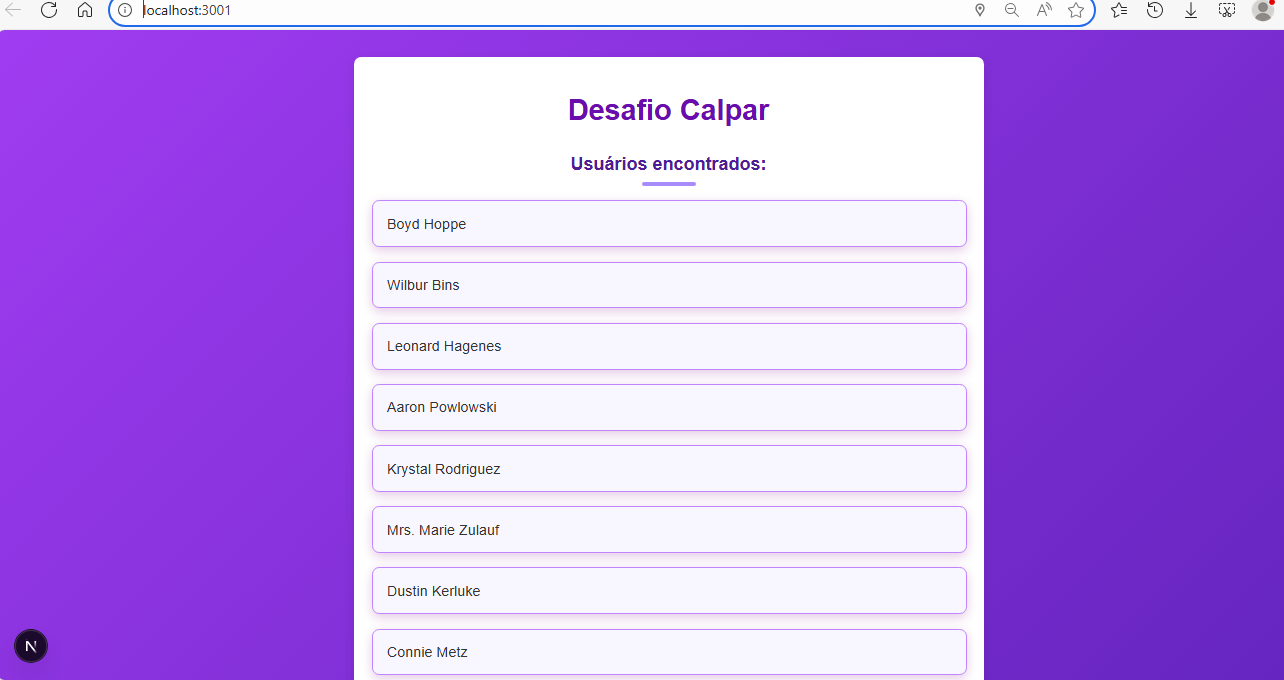 localhost:3001
Desafio Calpar
Usuários encontrados:
Boyd Hoppe
Wilbur Bins
Leonard Hagenes
Aaron Powlowski
Krystal Rodriguez
Mrs. Marie Zulauf
Dustin Kerluke
Connie Metz
N